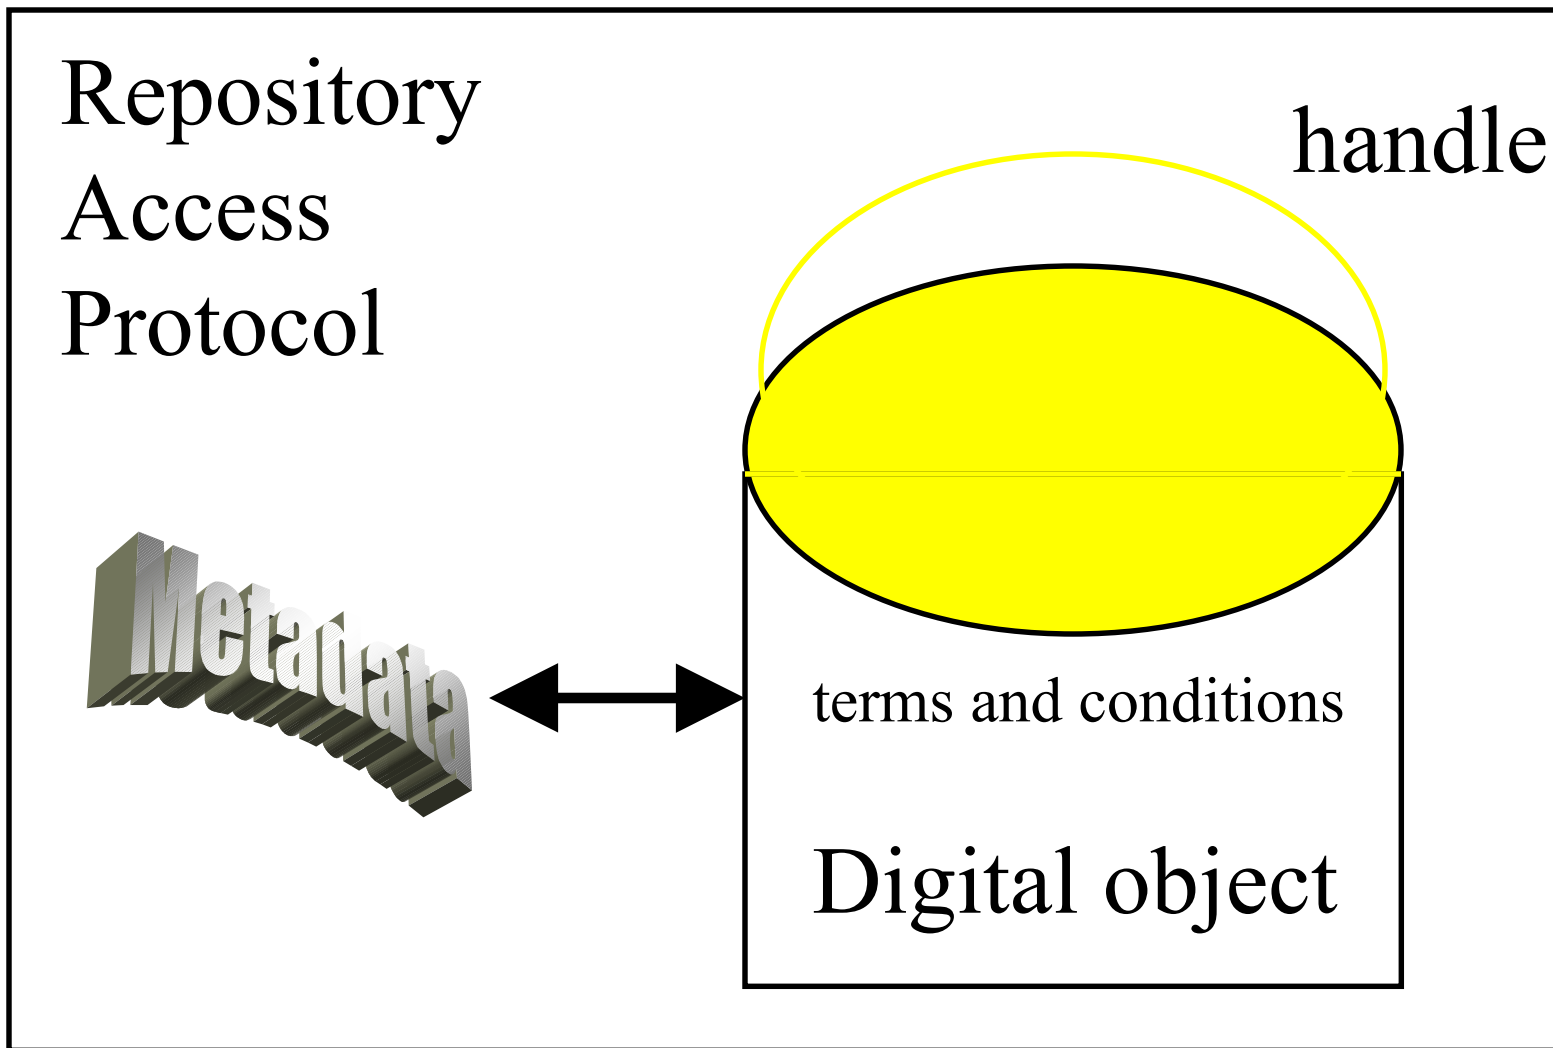 Repository
Access
Protocol
handle
Metadata
terms and conditions
Digital object